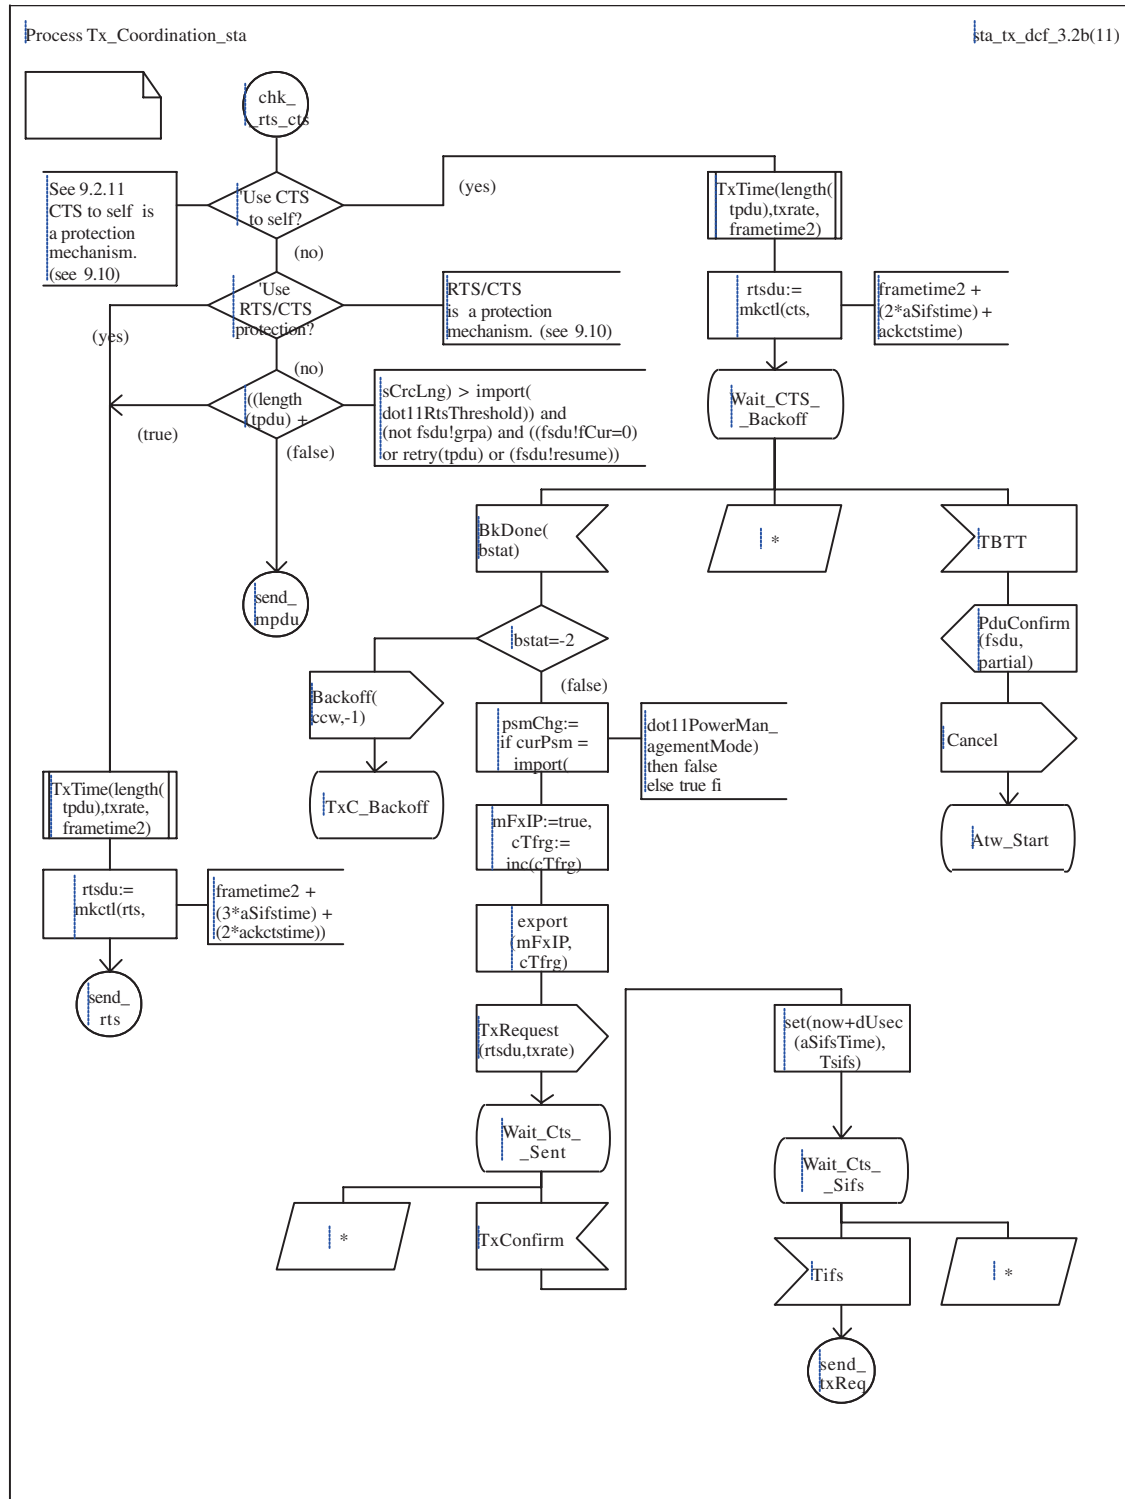 Process Tx_Coordination_sta
sta_tx_dcf_3.2b(11)
chk_
_rts_cts
See 9.2.11
CTS to self is
a protection
mechanism.
(see 9.10)
'Use CTS
to self?
(yes)
(no)
TxTime(length(
tpdu),txrate,
frametime2)
'Use
RTS/CTS
protection?
RTS/CTS
is a protection
mechanism. (see 9.10)
rtsdu:=
mkctl(cts,
frametime2 +
(2*aSifstime) +
ackctstime)
(yes)
(no)
((length
(tpdu) +
sCrcLng) > import(
dot11RtsThreshold)) and
(not fsdu!grpa) and ((fsdu!fCur=0)
or retry(tpdu) or (fsdu!resume))
(true)
(false)
Wait_CTS_
_Backoff
BkDone(
bstat)
*
TBTT
send_
mpdu
bstat=-2
(false)
PduConfirm
(fsdu,
partial)
Backoff(
ccw,-1)
psmChg:=
if curPsm =
import(
dot11PowerMan_
agementMode)
then false
else true fi
Cancel
TxC_Backoff
mFxIP:=true,
cTfrg:=
inc(cTfrg)
Atw_Start
TxTime(length(
tpdu),txrate,
frametime2)
rtsdu:=
mkctl(rts,
frametime2 +
(3*aSifstime) +
(2*ackctstime))
export
(mFxIP,
cTfrg)
send_
rts
TxRequest
(rtsdu,txrate)
set(now+dUsec
(aSifsTime),
Tsifs)
Wait_Cts_
_Sent
Wait_Cts_
_Sifs
*
TxConfirm
Tifs
*
send_
txReq